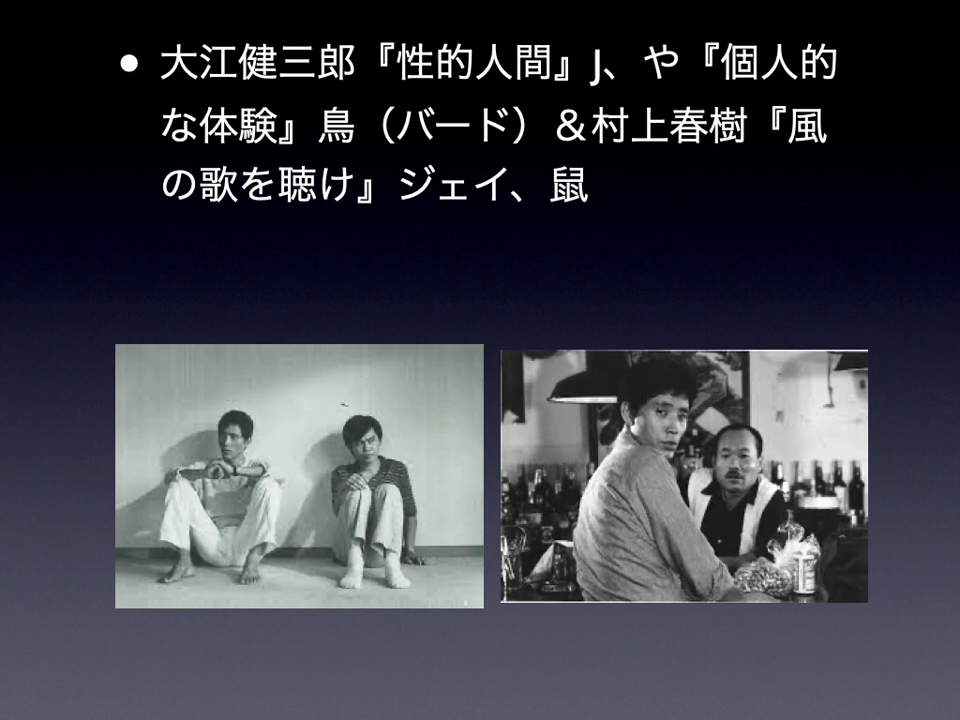 • 大江健三郎『性的人間』J、や『個人的
な体験』鳥（バード）＆村上春樹『風
の歌を聴け』ジェイ、鼠